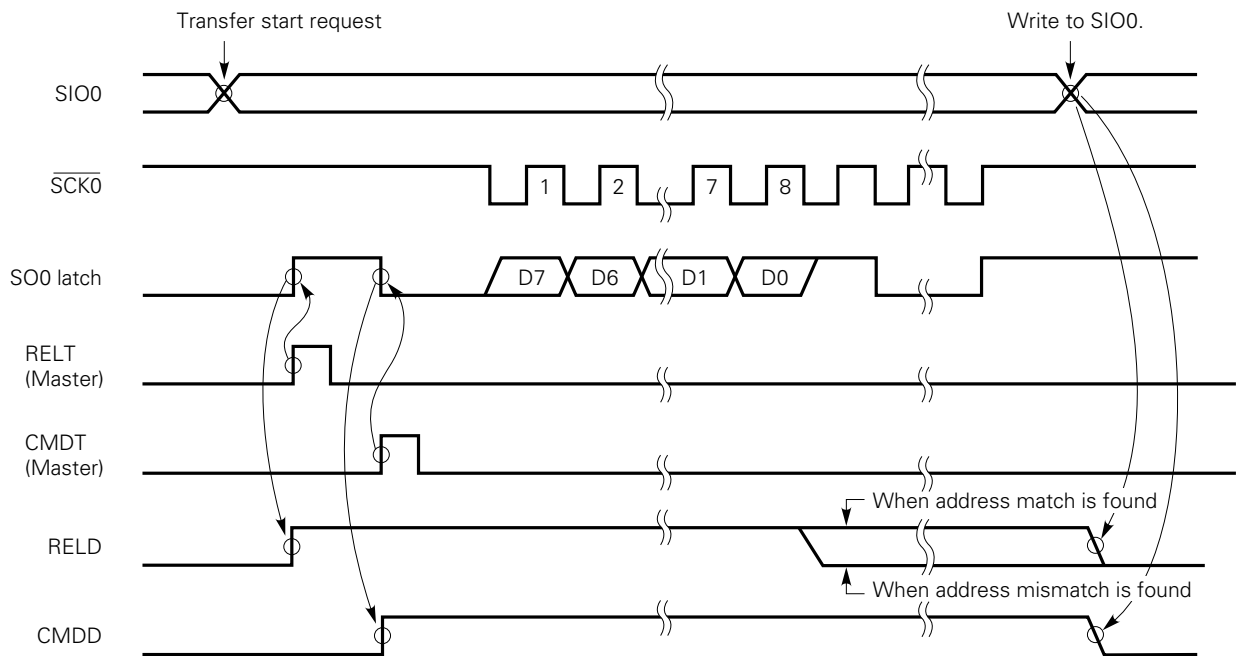 Transfer start request
Write to SIO0.
SIO0
SCK0
1 2 7 8
SO0 latch
D7 D6 D1 D0
RELT
(Master)
CMDT
(Master)
When address match is found
RELD
When address mismatch is found
CMDD